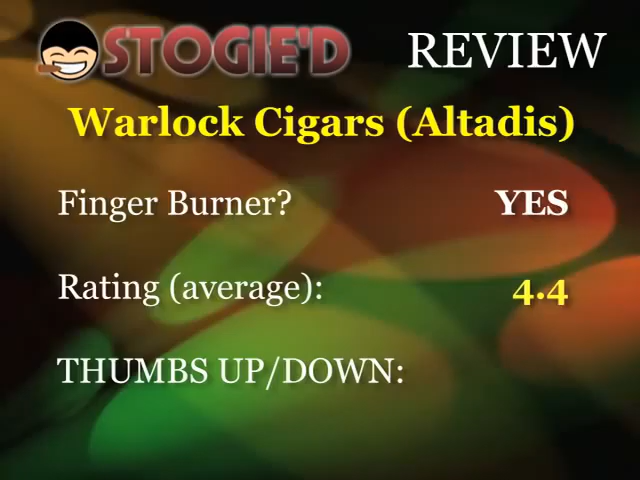 STOGIE'D REVIEW
Warlock Cigars (Altadis)
Finger Burner? YES
Rating (average): 4.4
THUMBS UP/DOWN: